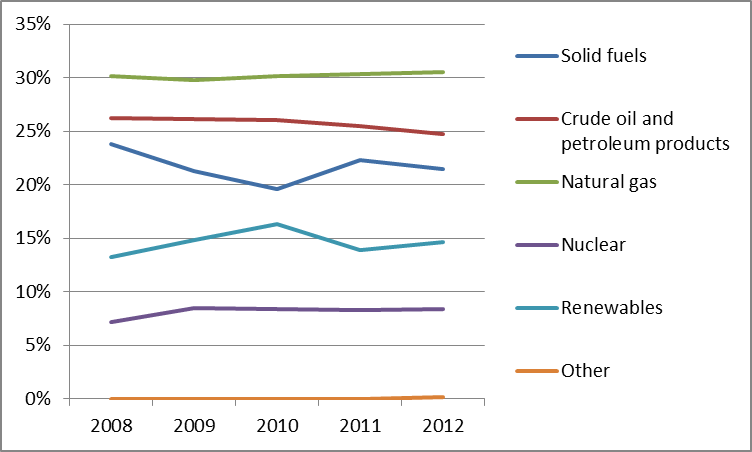 35%
30%
25%
20%
15%
10%
5%
0%
2008 2009 2010 2011 2012
Solid fuels
Crude oil and
petroleum products
Natural gas
Nuclear
Renewables
Other